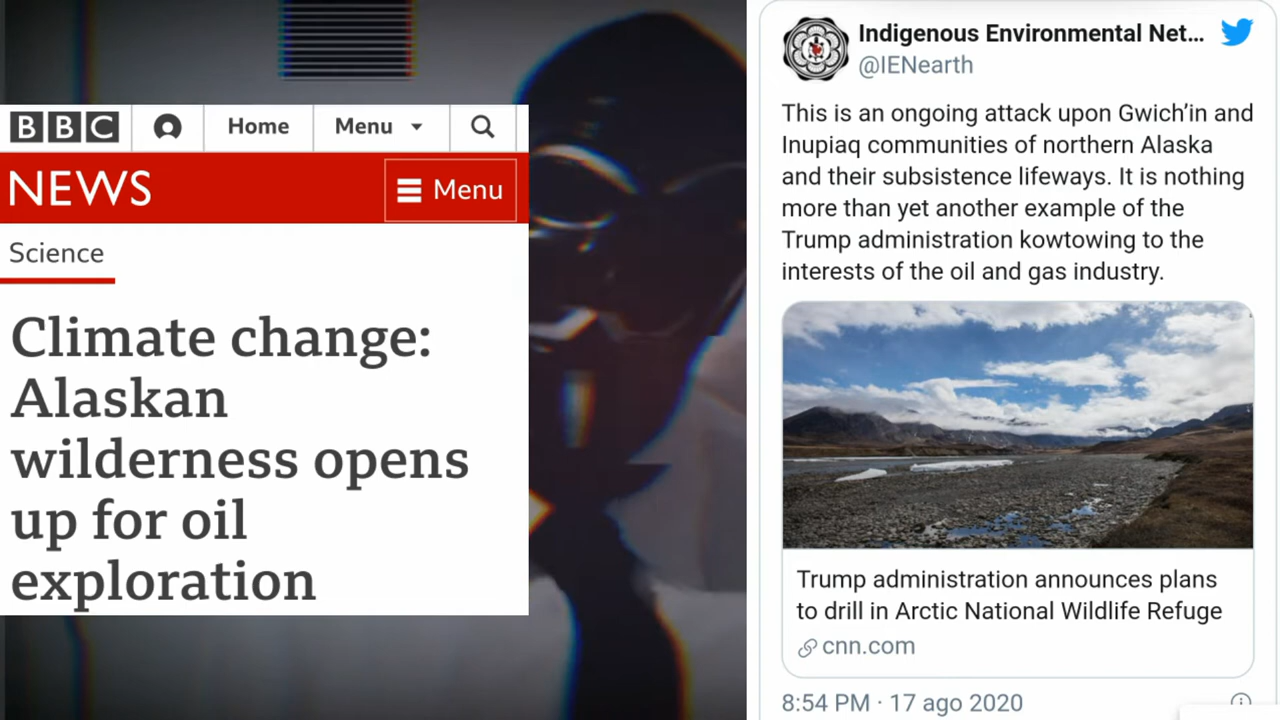 BBC
Home
Menu
NEWS
Menu
Science
Climate change:
Alaskan
wilderness opens
up for oil
exploration
Indigenous Environmental Net...
@IENearth
This is an ongoing attack upon Gwich’in and
Inupiaq communities of northern Alaska
and their subsistence lifeways. It is nothing
more than yet another example of the
Trump administration kowtowing to the
interests of the oil and gas industry.
Trump administration announces plans
to drill in Arctic National Wildlife Refuge
cnn.com
8:54 PM · 17 ago 2020